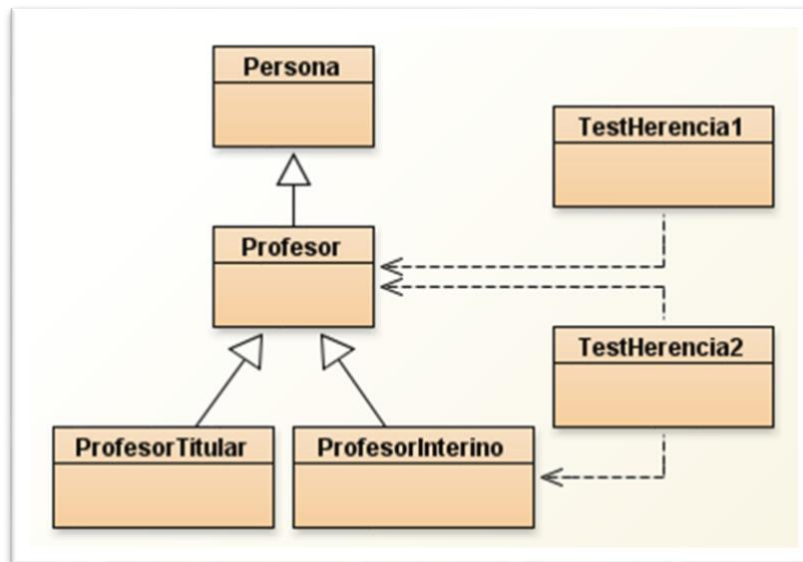 Persona
TestHerencia1
Profesor
TestHerencia2
ProfesorTitular
ProfesorInterino